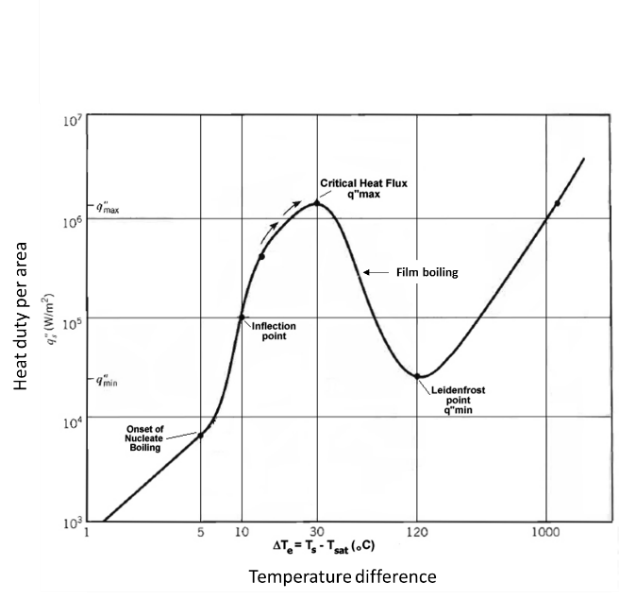 10⁷
Critical Heat Flux
q"max
q"max
10⁶
Film boiling
Heat duty per area
q"s (W/m²)
10⁵
Inflection
point
q"min
Leidenfrost
point
q"min
10⁴
Onset of
Nucleate
Boiling
10³
1 5 10 30 120 1000
ΔTe = Ts - Tsat (°C)
Temperature difference